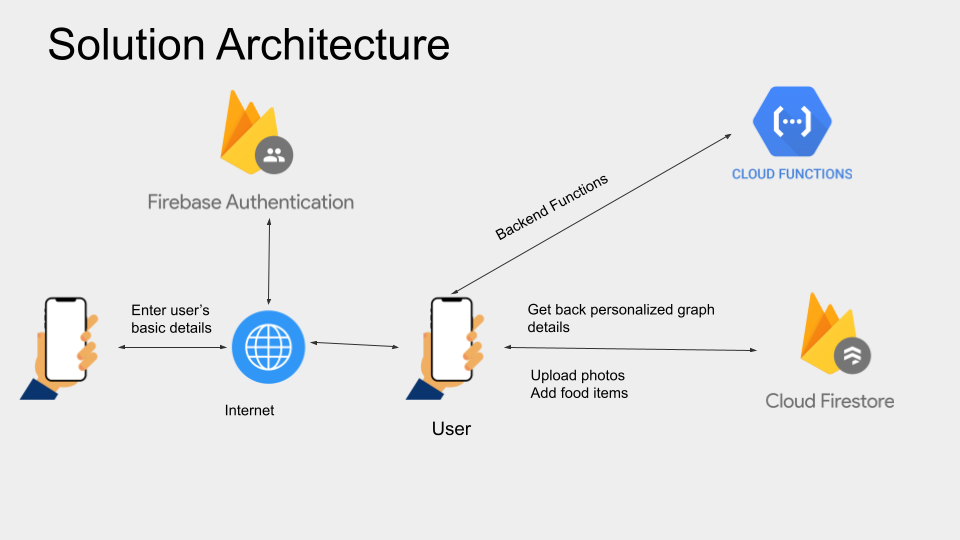 Solution Architecture
Firebase Authentication
CLOUD FUNCTIONS
Backend Functions
Enter user's
basic details
Internet
User
Get back personalized graph
details
Upload photos
Add food items
Cloud Firestore